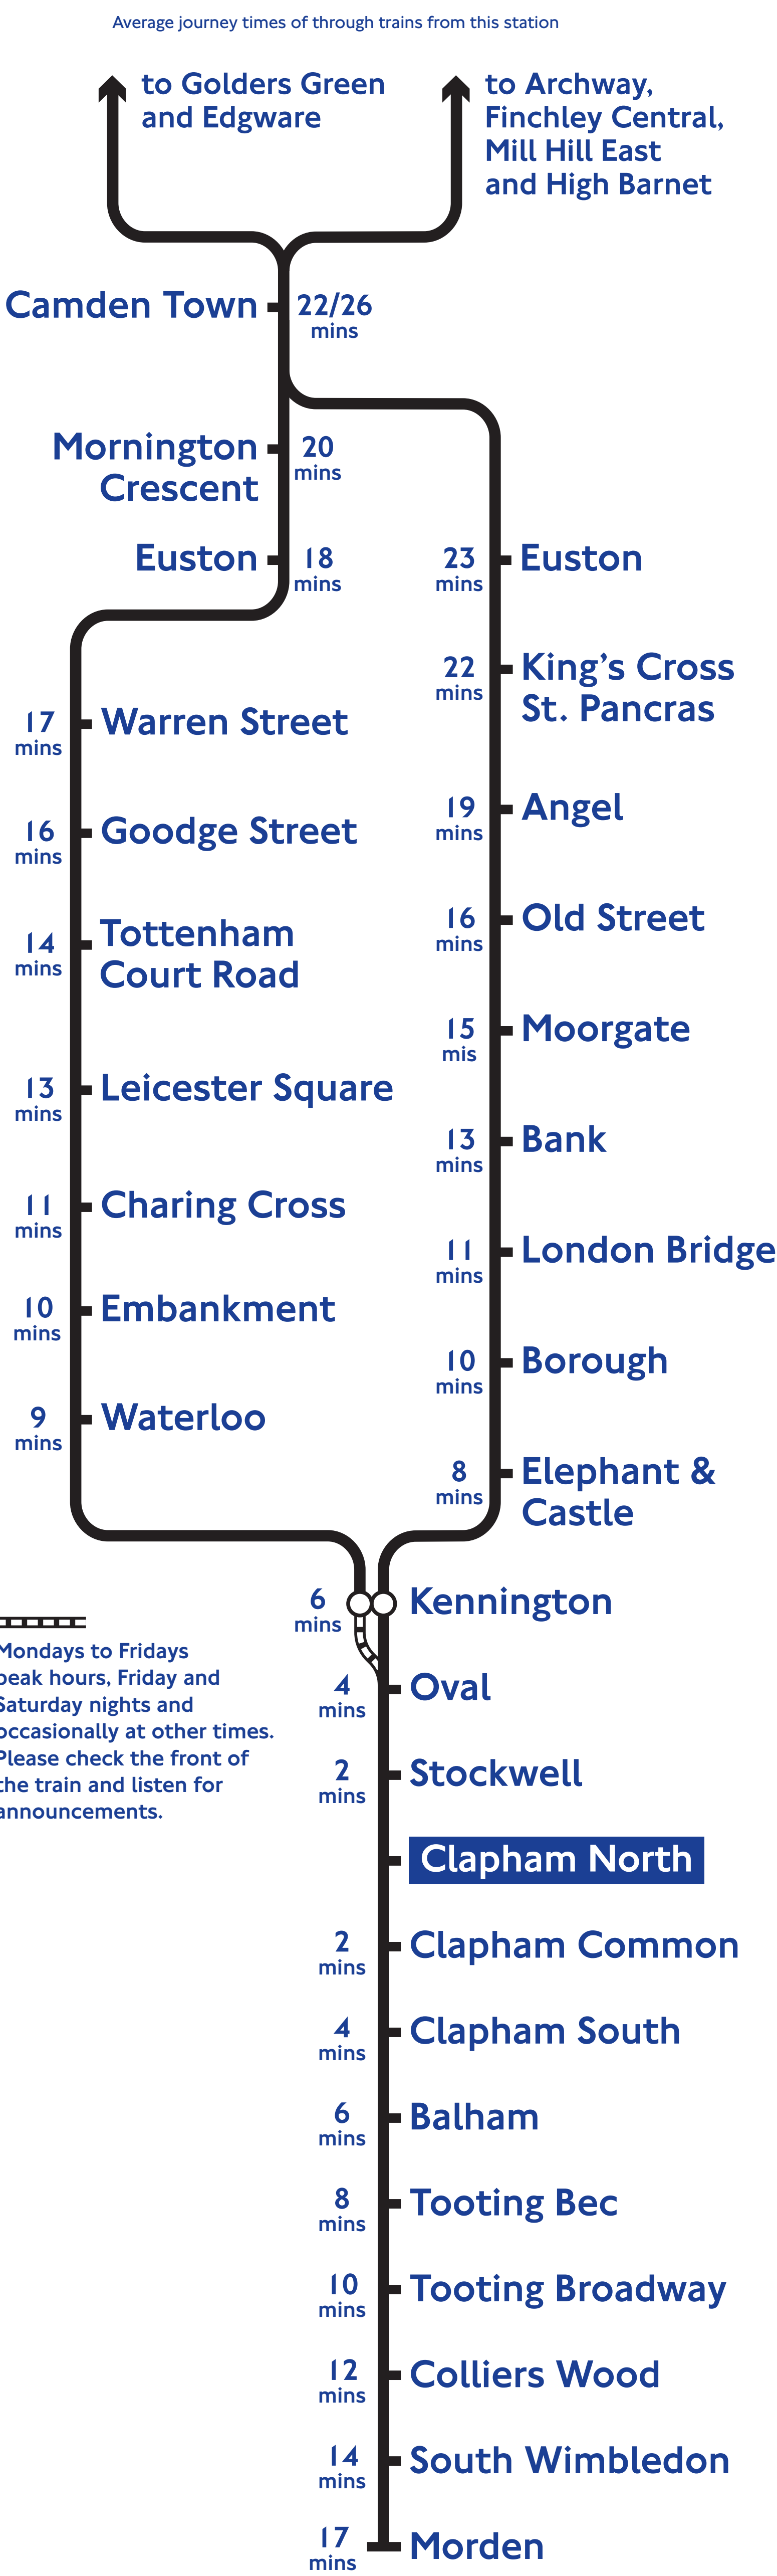 Average journey times of through trains from this station
to Golders Green
and Edgware
to Archway,
Finchley Central,
Mill Hill East
and High Barnet
Camden Town
22/26
mins
Mornington
Crescent
20
mins
Euston
18
mins
17
mins
Warren Street
16
mins
Goodge Street
14
mins
Tottenham
Court Road
13
mins
Leicester Square
11
mins
Charing Cross
10
mins
Embankment
9
mins
Waterloo
23
mins
Euston
22
mins
King's Cross
St. Pancras
19
mins
Angel
16
mins
Old Street
15
mis
Moorgate
13
mins
Bank
11
mins
London Bridge
10
mins
Borough
8
mins
Elephant &
Castle
6
mins
Kennington
Mondays to Fridays
peak hours, Friday and
Saturday nights and
occasionally at other times.
Please check the front of
the train and listen for
announcements.
4
mins
Oval
2
mins
Stockwell
Clapham North
2
mins
Clapham Common
4
mins
Clapham South
6
mins
Balham
8
mins
Tooting Bec
10
mins
Tooting Broadway
12
mins
Colliers Wood
14
mins
South Wimbledon
17
mins
Morden